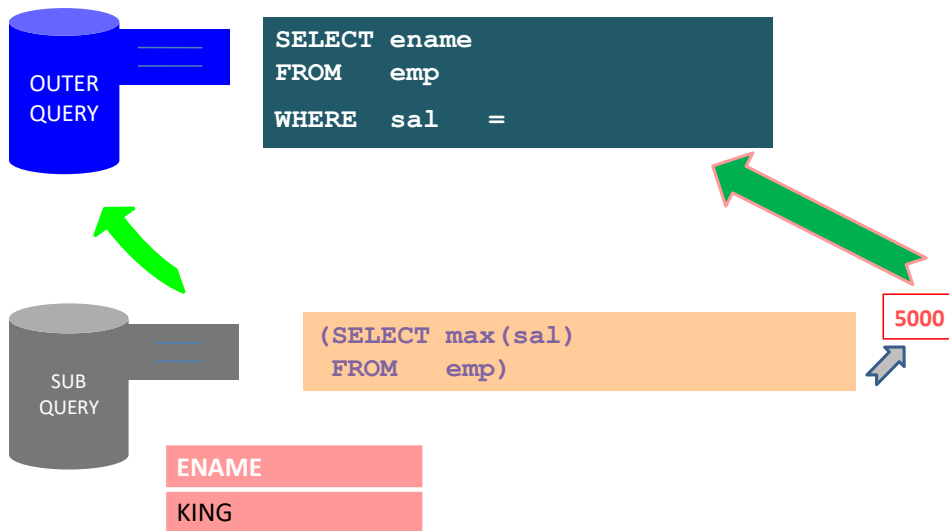 OUTER
QUERY
SELECT ename
FROM   emp
WHERE  sal   =
SUB
QUERY
(SELECT max(sal)
 FROM   emp)
5000
ENAME
KING